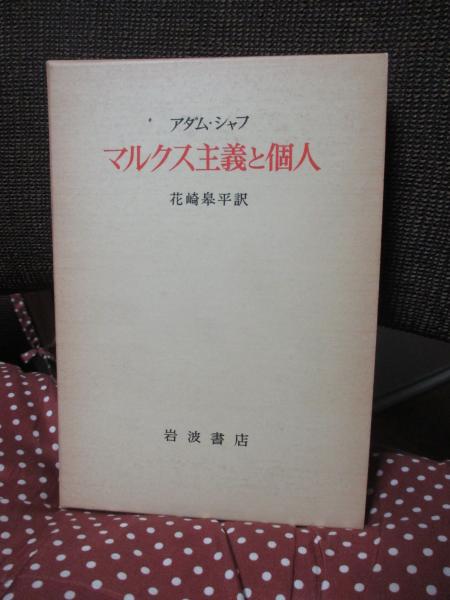 アダム・シャフ
マルクス主義と個人
花崎皋平訳
岩波書店